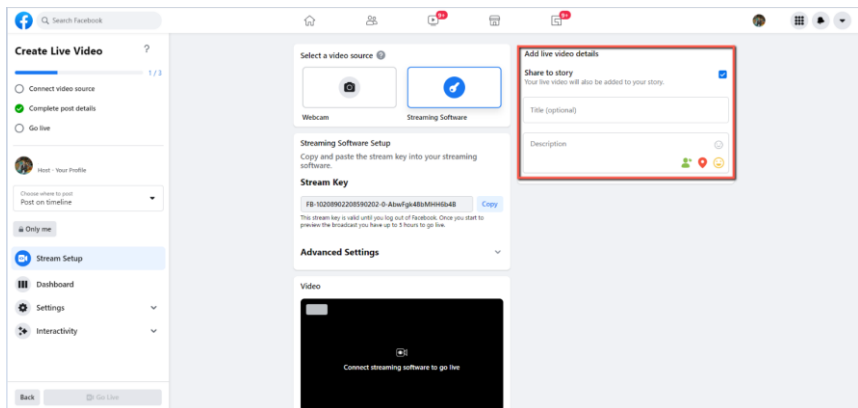 Search Facebook
9+
9+
Create Live Video
?
1 / 3
Connect video source
Complete post details
Go live
Host - Your Profile
Choose where to post
Post on timeline
Only me
Stream Setup
Dashboard
Settings
Interactivity
Back
Go Live
Select a video source
Webcam
Streaming Software
Streaming Software Setup
Copy and paste the stream key into your streaming
software.
Stream Key
FB-10208902208590202-0-AbwFgk48bMHH6b48
Copy
This stream key is valid until you log out of Facebook. Once you start to
preview the broadcast you have up to 5 hours to go live.
Advanced Settings
Video
Connect streaming software to go live
Add live video details
Share to story
Your live video will also be added to your story.
Title (optional)
Description